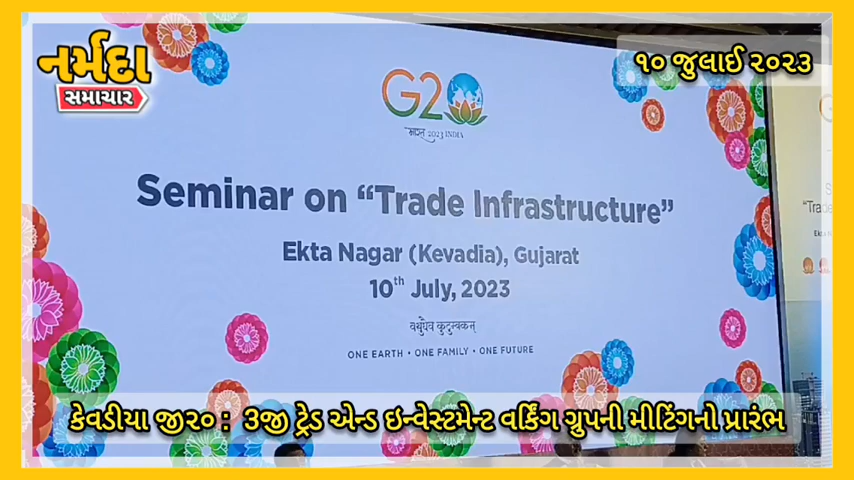 નર્મદા
સમાચાર
૧૦ જુલાઈ ૨૦૨૩
G20
भारत 2023 INDIA
Seminar on “Trade Infrastructure”
Ekta Nagar (Kevadia), Gujarat
10th July, 2023
वसुधैव कुटुम्बकम्
ONE EARTH • ONE FAMILY • ONE FUTURE
કેવડીયા જી૨૦ : ૩જી ટ્રેડ એન્ડ ઇન્વેસ્ટમેન્ટ વર્કિંગ ગ્રુપની મીટિંગનો પ્રારંભ